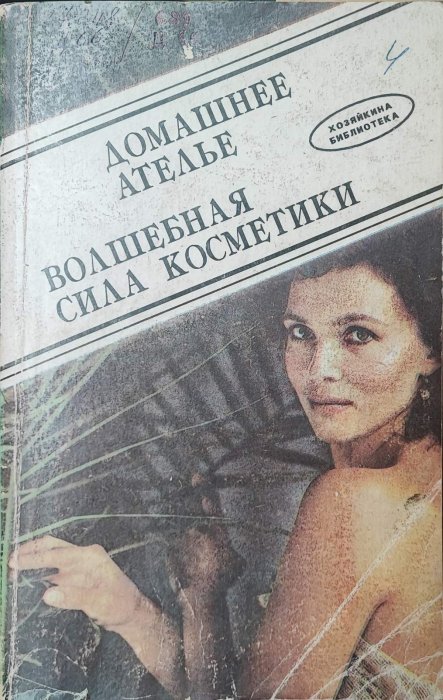 ДОМАШНЕЕ
АТЕЛЬЕ
ХОЗЯЙКИНА
БИБЛИОТЕКА
ВОЛШЕБНАЯ
СИЛА КОСМЕТИКИ
4